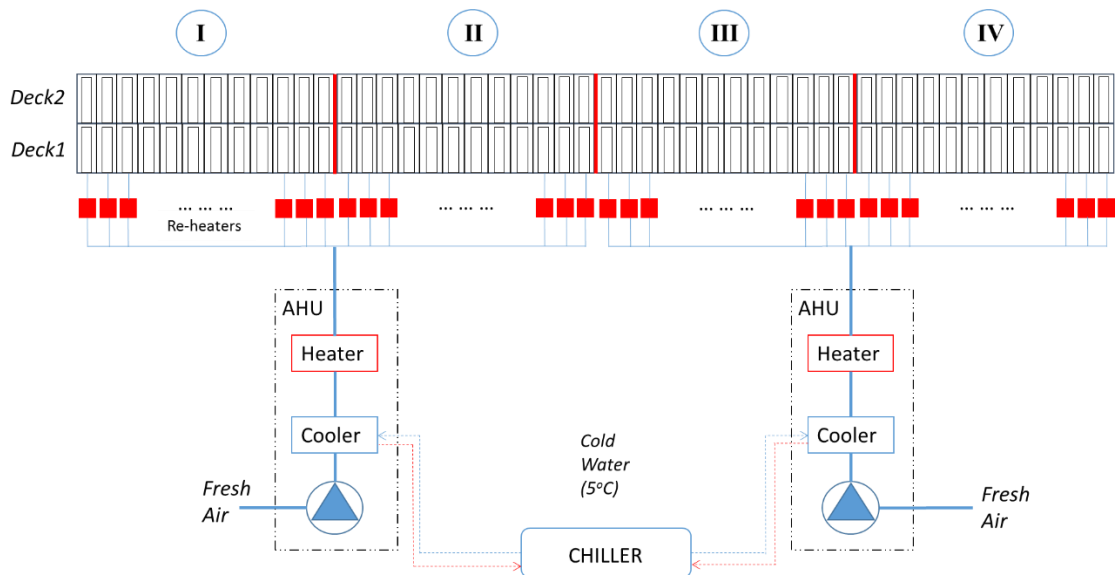 I II III IV
Deck2
Deck1
... ... ... ... ... ... ... ... ... ... ... ...
Re-heaters
AHU AHU
Heater Heater
Cooler Cooler
Cold
Water
(5°C)
Fresh
Air
Fresh
Air
CHILLER